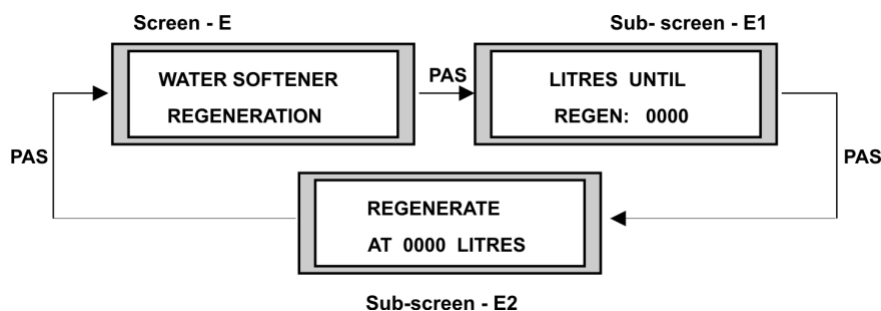 Screen - E
Sub- screen - E1
WATER SOFTENER
REGENERATION
PAS
LITRES UNTIL
REGEN: 0000
PAS
PAS
REGENERATE
AT 0000 LITRES
Sub-screen - E2